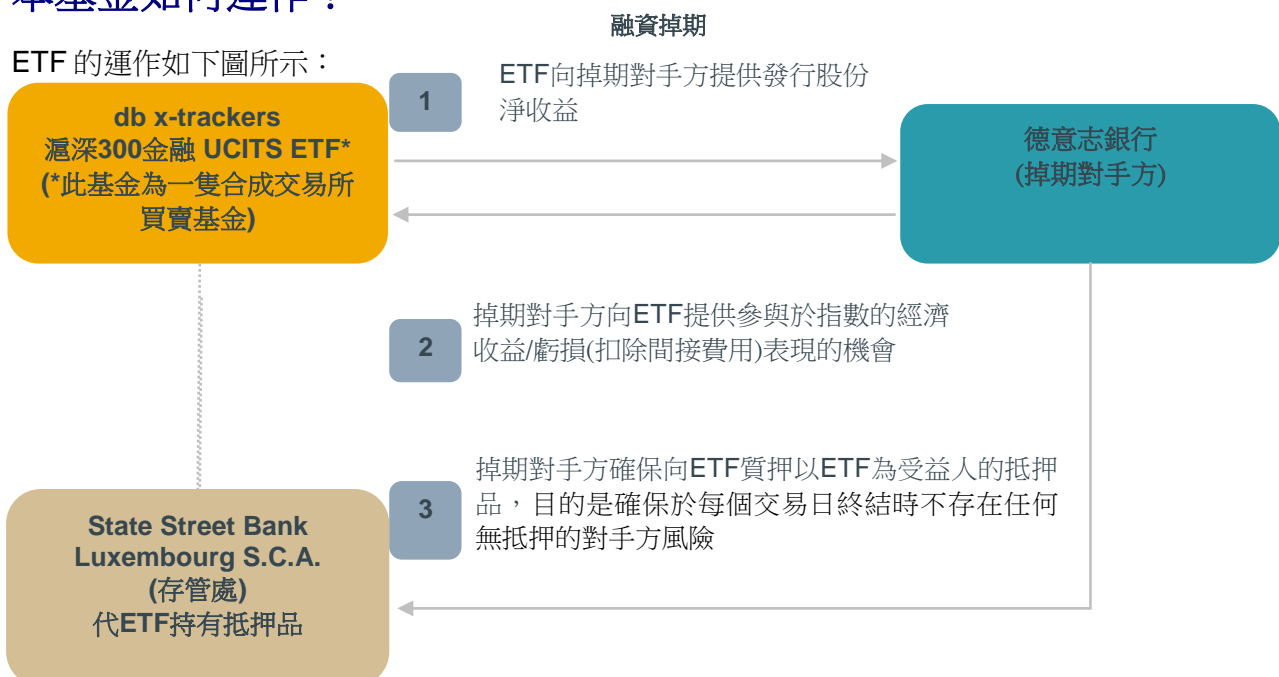 本基金如何運作？
融資掉期
ETF 的運作如下圖所示：
db x-trackers
滬深300金融 UCITS ETF*
(*此基金為一隻合成交易所
買賣基金)
1
ETF向掉期對手方提供發行股份
淨收益
德意志銀行
(掉期對手方)
2
掉期對手方向ETF提供參與於指數的經濟
收益/虧損(扣除間接費用)表現的機會
3
掉期對手方確保向ETF質押以ETF為受益人的抵押
品，目的是確保於每個交易日終結時不存在任何
無抵押的對手方風險
State Street Bank
Luxembourg S.C.A.
(存管處)
代ETF持有抵押品